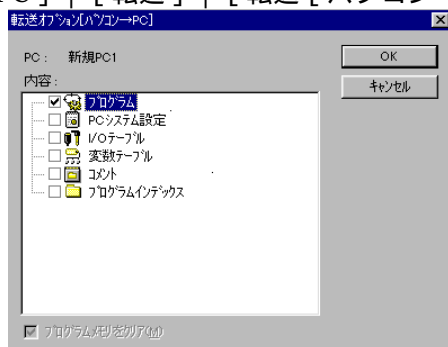 転送オプション[パソコン→PC]
PC： 新規PC1
OK
キャンセル
内容：
プログラム
PCシステム設定
I/Oテーブル
変数テーブル
コメント
プログラムインデックス
プログラムメモリをクリア(M)